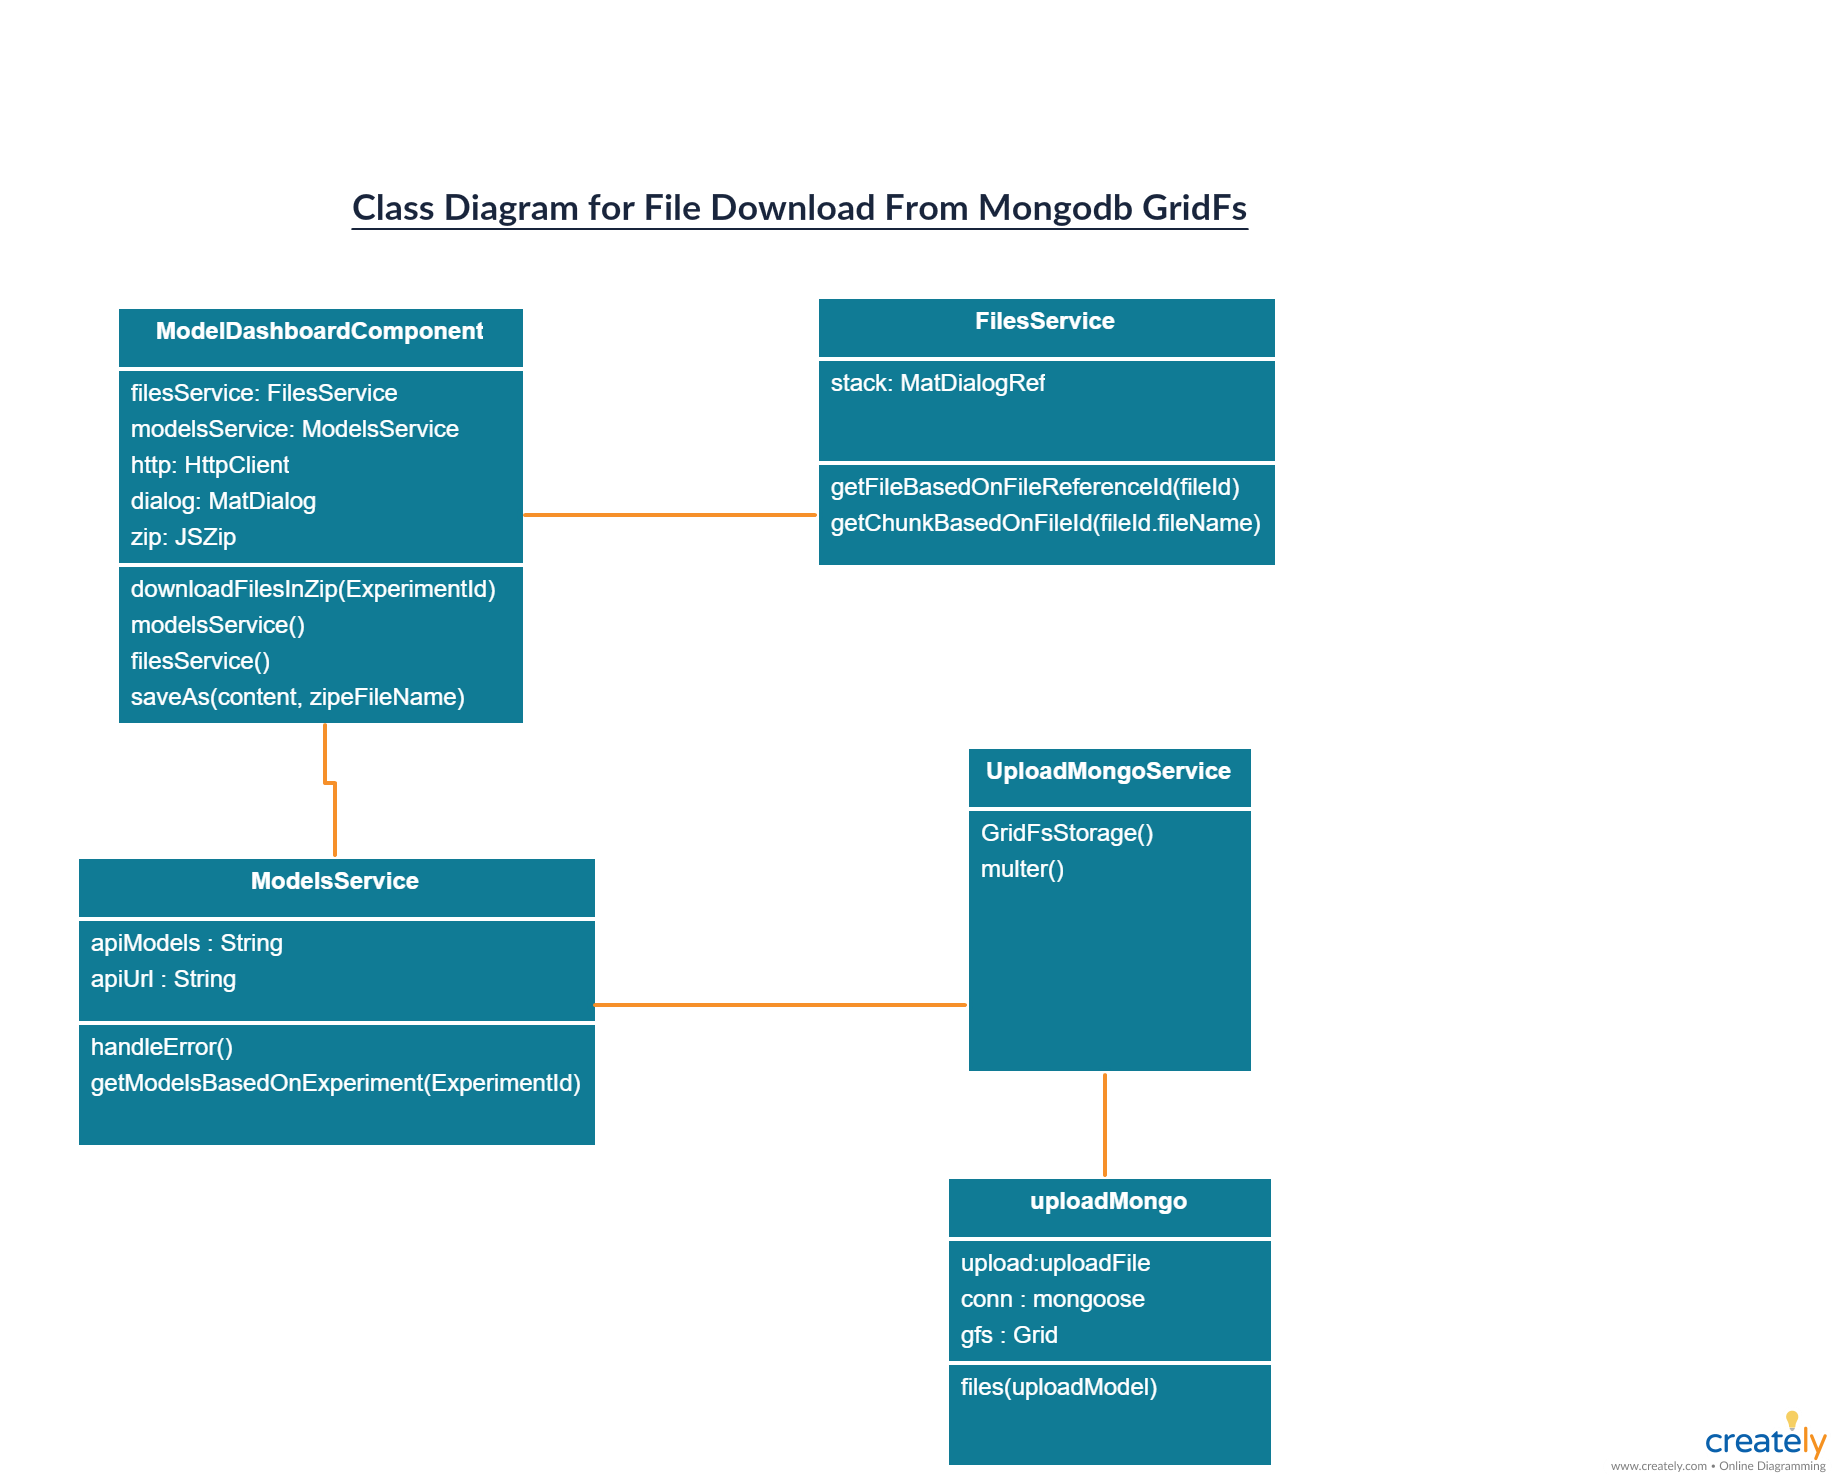 Class Diagram for File Download From Mongodb GridFs
ModelDashboardComponent
filesService: FilesService
modelsService: ModelsService
http: HttpClient
dialog: MatDialog
zip: JSZip
downloadFilesInZip(ExperimentId)
modelsService()
filesService()
saveAs(content, zipeFileName)
FilesService
stack: MatDialogRef
getFileBasedOnFileReferenceId(fileId)
getChunkBasedOnFileId(fileId.fileName)
ModelsService
apiModels : String
apiUrl : String
handleError()
getModelsBasedOnExperiment(ExperimentId)
UploadMongoService
GridFsStorage()
multer()
uploadMongo
upload:uploadFile
conn : mongoose
gfs : Grid
files(uploadModel)
creately
www.creately.com • Online Diagramming